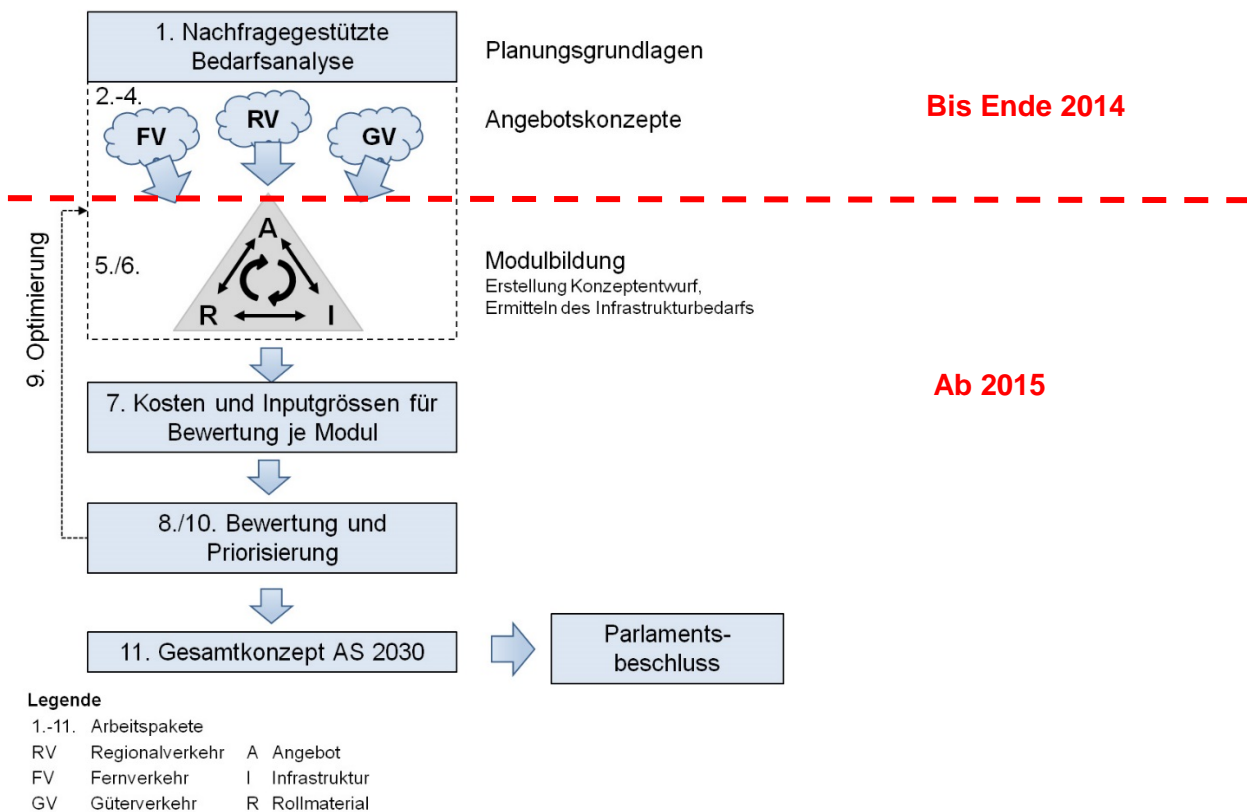 1. Nachfragegestützte
Bedarfsanalyse
Planungsgrundlagen
2.-4.
FV
RV
GV
Angebotskonzepte
Bis Ende 2014
9. Optimierung
5./6.
A
R
I
Modulbildung
Erstellung Konzeptentwurf,
Ermitteln des Infrastrukturbedarfs
Ab 2015
7. Kosten und Inputgrössen für
Bewertung je Modul
8./10. Bewertung und
Priorisierung
11. Gesamtkonzept AS 2030
Parlaments-
beschluss
Legende
1.-11. Arbeitspakete
RV Regionalverkehr A Angebot
FV Fernverkehr I Infrastruktur
GV Güterverkehr R Rollmaterial